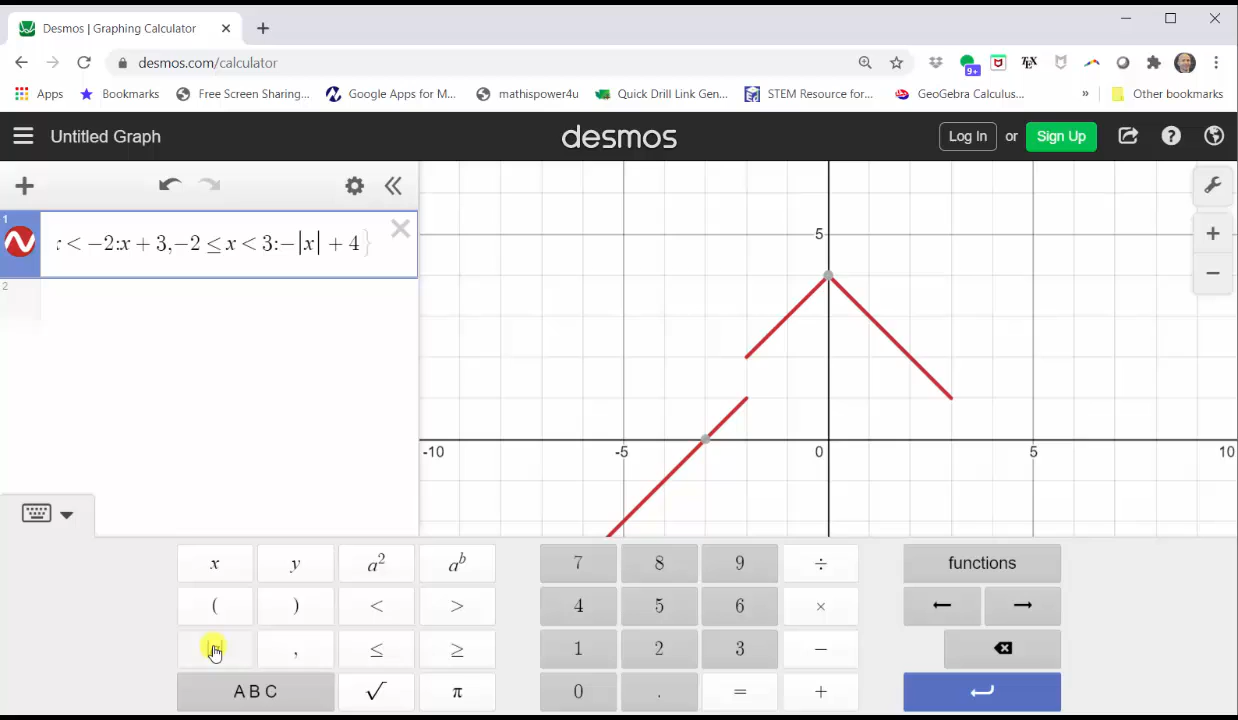 Desmos | Graphing Calculator
desmos.com/calculator
9+
TEX
Apps Bookmarks Free Screen Sharing... Google Apps for M... mathispower4u Quick Drill Link Gen... STEM Resource for... GeoGebra Calculus... » Other bookmarks
Untitled Graph desmos Log In or Sign Up
1
x < −2:x + 3,−2 ≤ x < 3:−|x| + 4}
2
5
-10 -5 0 5 10
x y a² aᵇ 7 8 9 ÷ functions
( ) < > 4 5 6 × ← →
, ≤ ≥ 1 2 3 −
A B C √ π 0 . = +